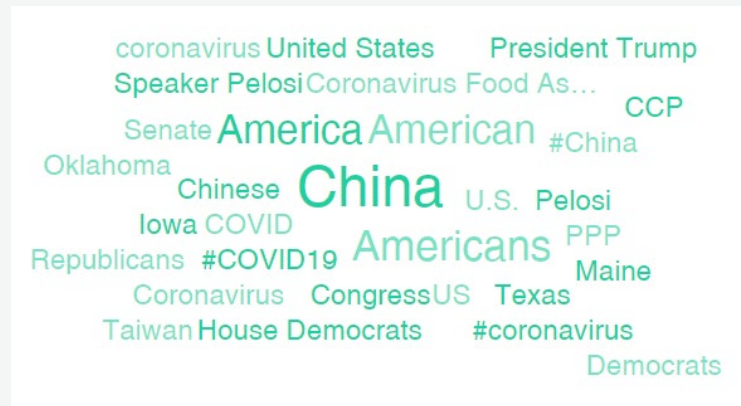 coronavirus United States President Trump
Speaker Pelosi Coronavirus Food As...
CCP
Senate America American #China
Oklahoma
Chinese China U.S. Pelosi
Iowa COVID Americans PPP
Republicans #COVID19 Maine
Coronavirus Congress US Texas
Taiwan House Democrats #coronavirus
Democrats